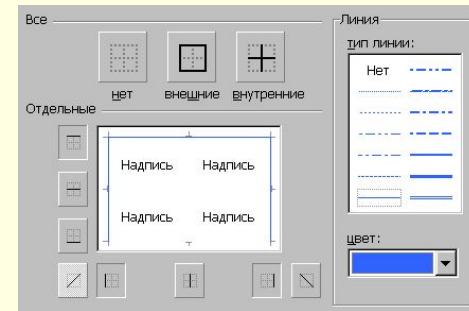 Все
нет внешние внутренние
Отдельные
Надпись Надпись
Надпись Надпись
Линия
тип линии:
Нет
цвет: